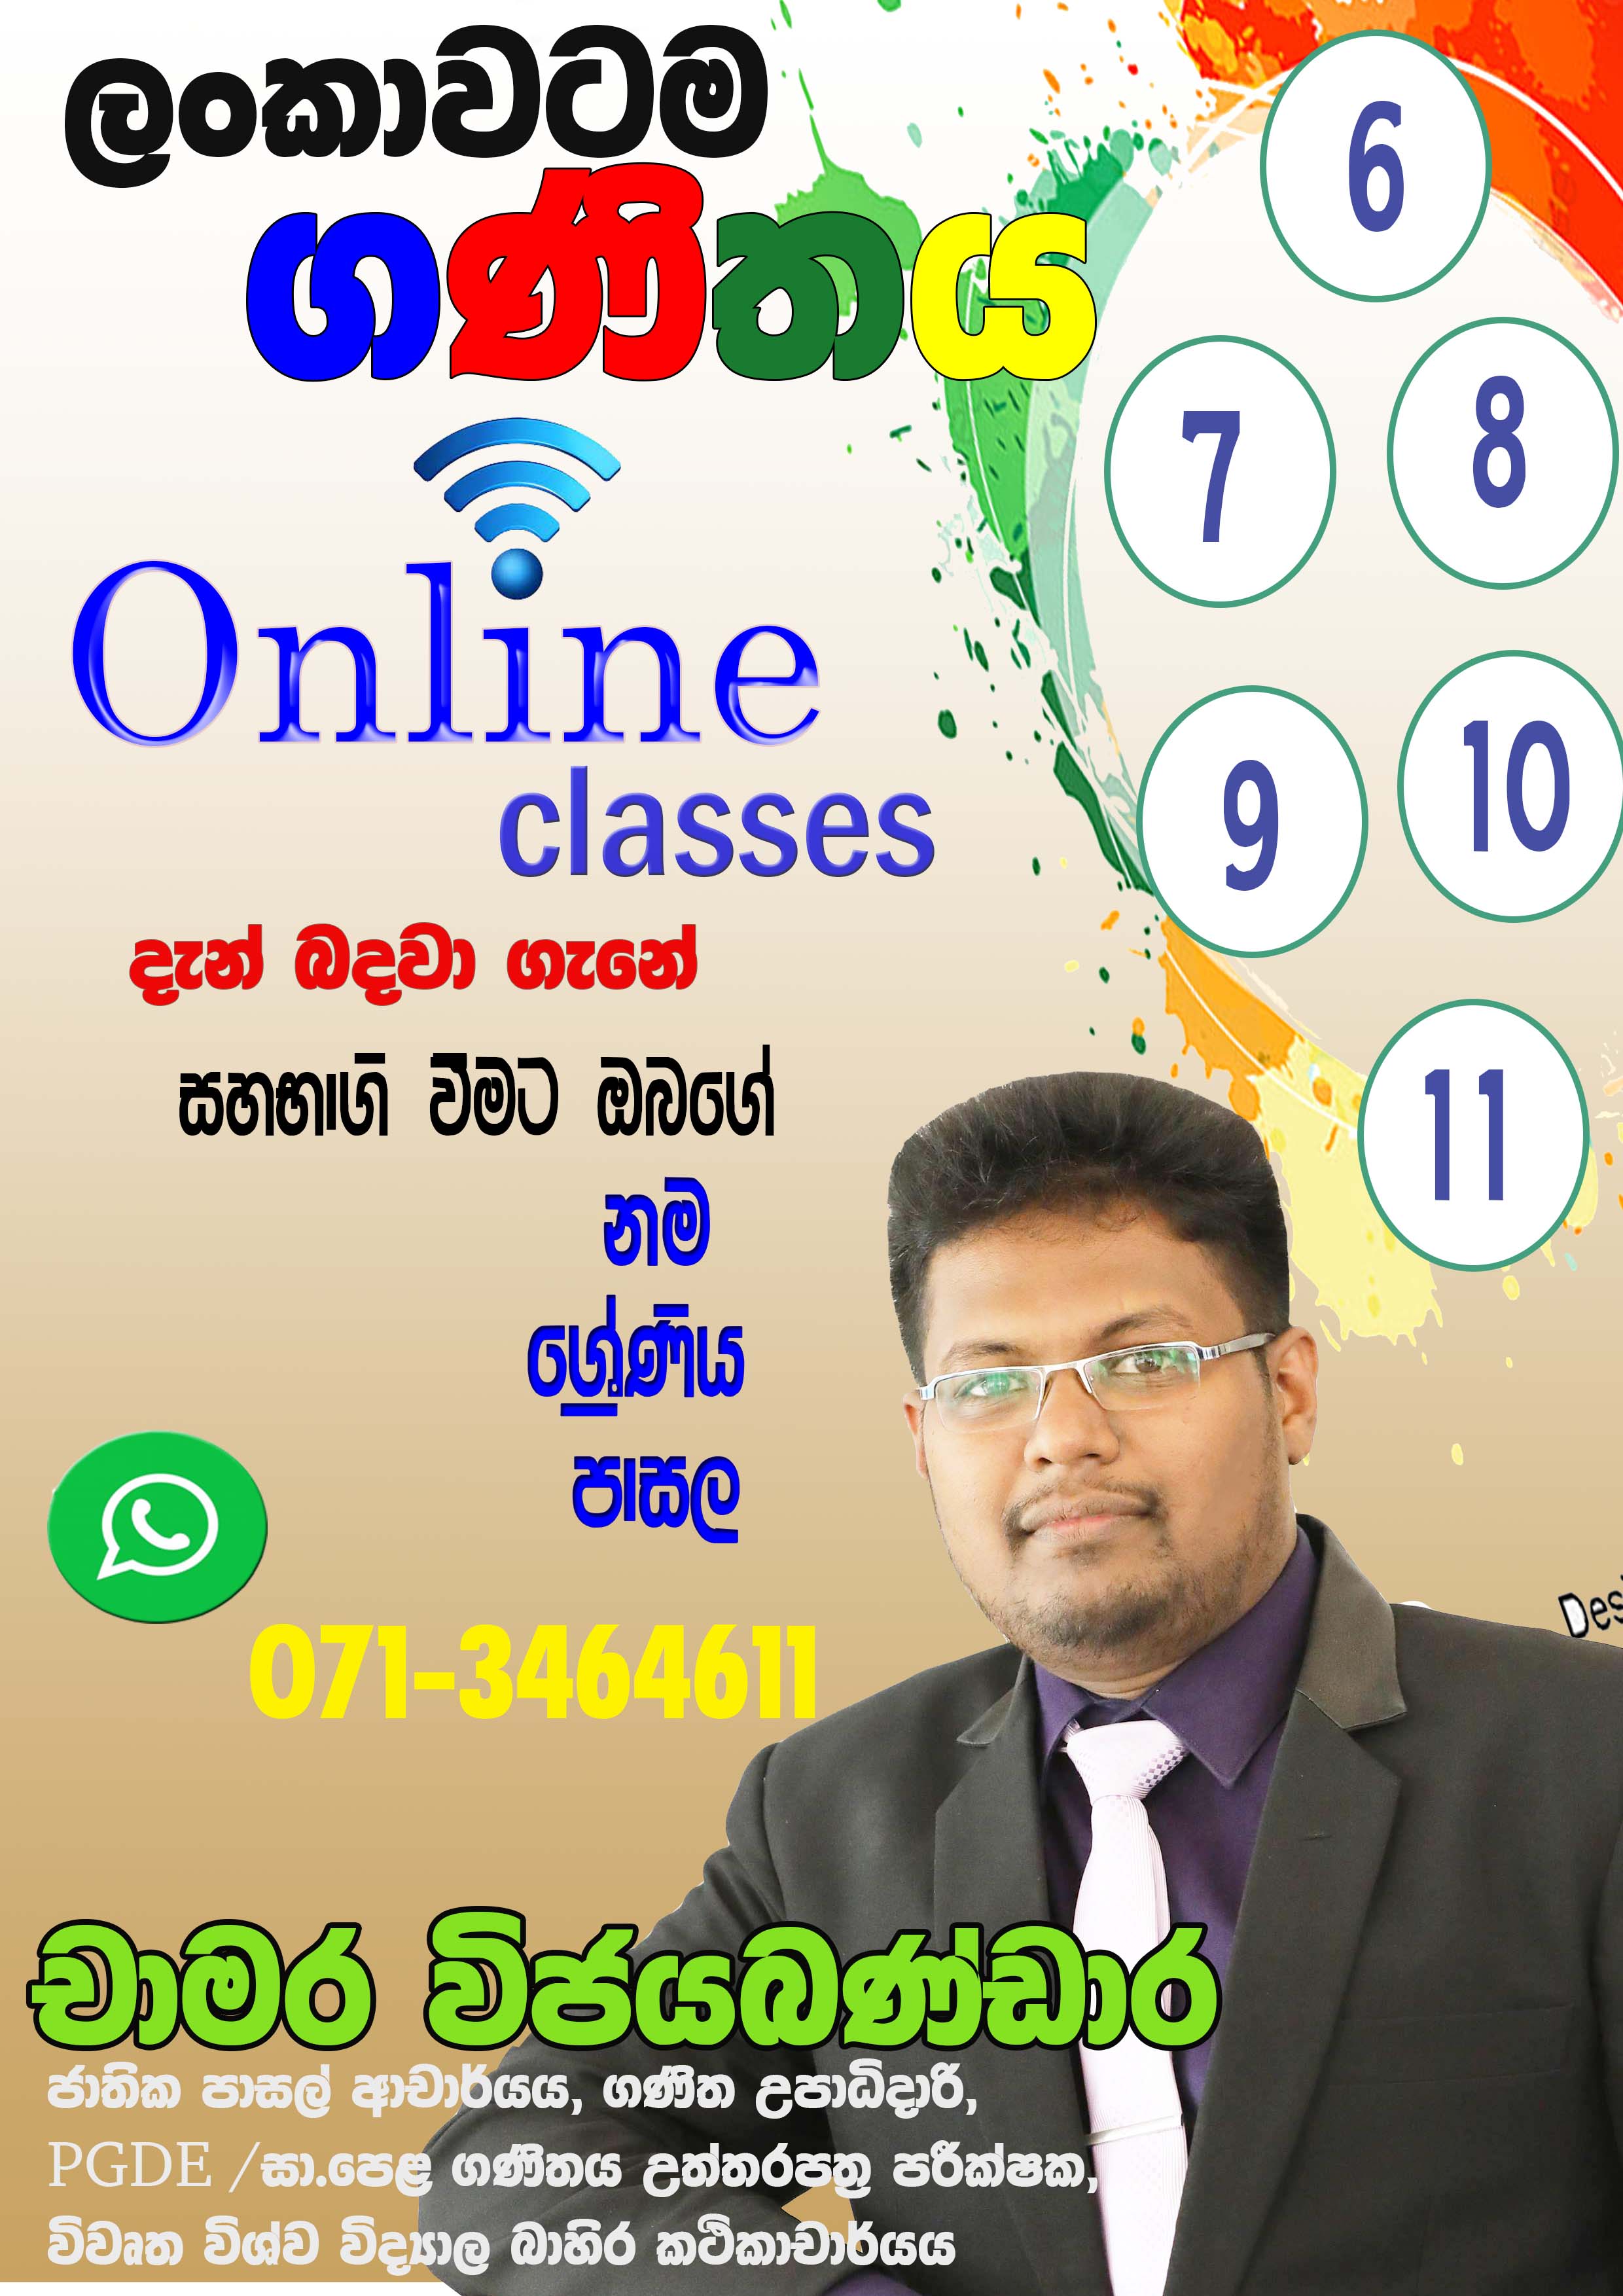 ලංකාවටම
ගණිතය
6
7
8
9
10
11
Online
classes
දැන් බදවා ගැනේ
සහභාගි වීමට ඔබගේ
නම
ශ්‍රේණිය
පාසල
071-3464611
චාමර විජයබණ්ඩාර
ජාතික පාසල් ආචාර්යය, ගණිත උපාධිදාරී,
PGDE /සා.පෙළ ගණිතය උත්තරපත්‍ර පරීක්ෂක,
විවෘත විශ්ව විද්‍යාල බාහිර කථිකාචාර්යය